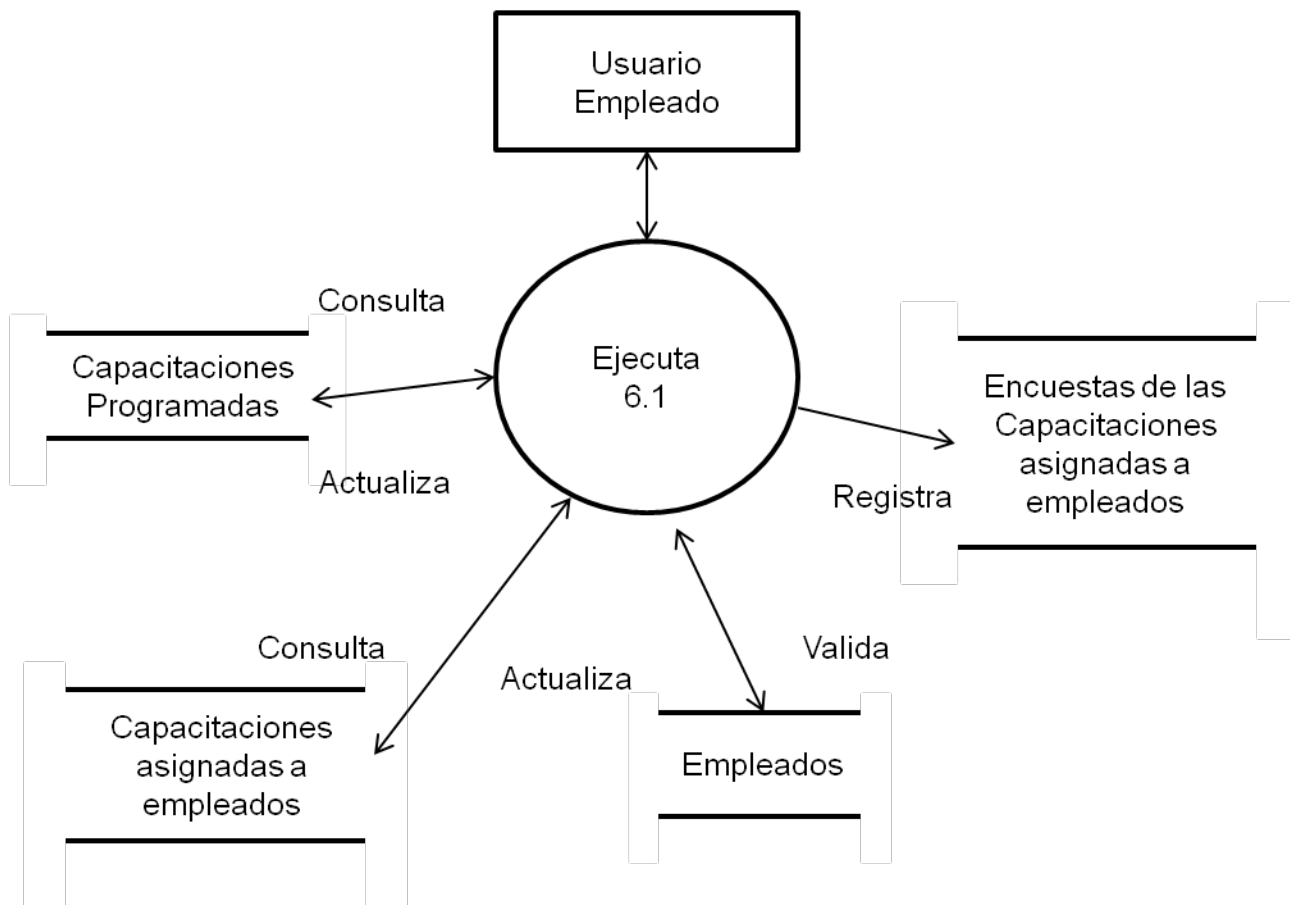 Usuario
Empleado
Consulta
Capacitaciones
Programadas
Actualiza
Ejecuta
6.1
Encuestas de las
Capacitaciones
asignadas a
empleados
Registra
Consulta
Capacitaciones
asignadas a
empleados
Actualiza
Valida
Empleados